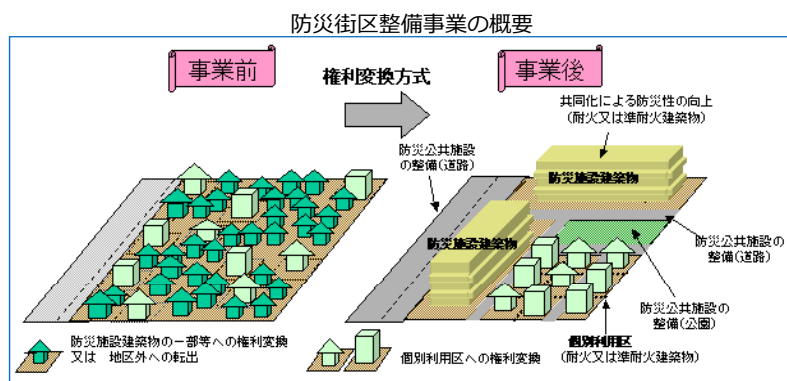 防災街区整備事業の概要
事業前
権利変換方式
事業後
共同化による防災性の向上
(耐火又は準耐火建築物)
防災公共施設
の整備(道路)
防災施設建築物
防災施設建築物
防災公共施設の
整備(道路)
防災公共施設の
整備(公園)
個別利用区
(耐火又は準耐火建築物)
防災施設建築物の一部等への権利変換
又は 地区外への転出
個別利用区への権利変換